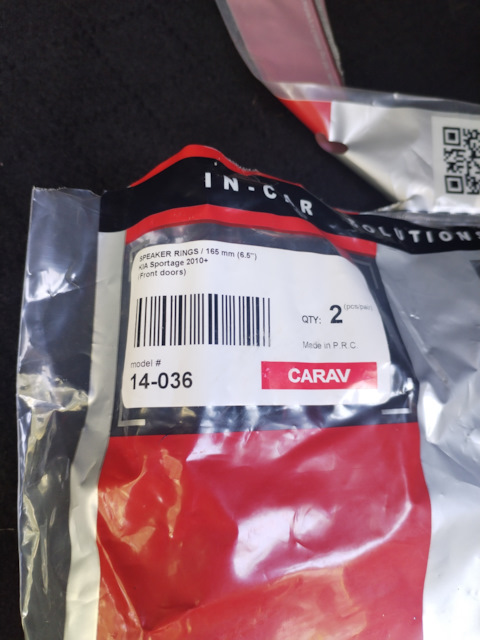 IN-CAR SOLUTIONS
SPEAKER RINGS / 165 mm (6.5")
KIA Sportage 2010+
(Front doors)
QTY: 2 (pcs/pair)
Made in P.R.C.
model #
14-036
CARAV